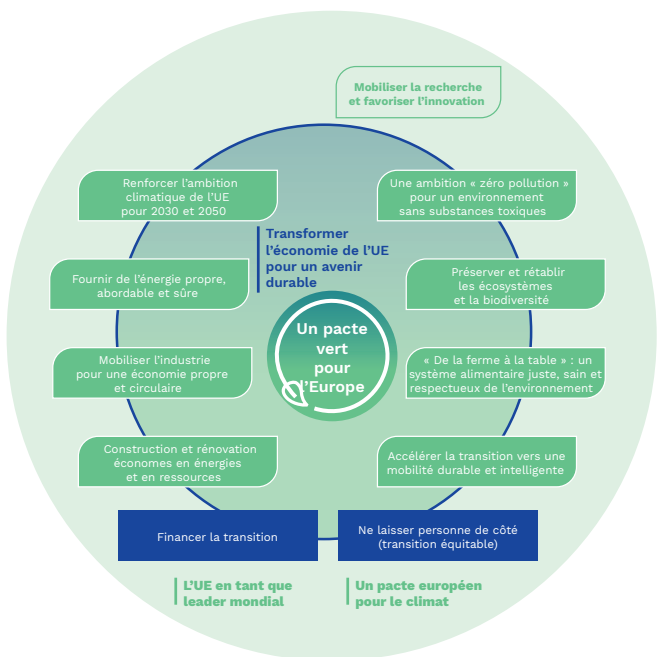 Mobiliser la recherche
et favoriser l’innovation
Renforcer l’ambition
climatique de l’UE
pour 2030 et 2050
Une ambition « zéro pollution »
pour un environnement
sans substances toxiques
Transformer
l’économie de l’UE
pour un avenir
durable
Fournir de l’énergie propre,
abordable et sûre
Préserver et rétablir
les écosystèmes
et la biodiversité
Un pacte
vert
pour
l’Europe
Mobiliser l’industrie
pour une économie propre
et circulaire
« De la ferme à la table » : un
système alimentaire juste, sain et
respectueux de l’environnement
Construction et rénovation
économes en énergies
et en ressources
Accélérer la transition vers une
mobilité durable et intelligente
Financer la transition
Ne laisser personne de côté
(transition équitable)
L’UE en tant que
leader mondial
Un pacte européen
pour le climat